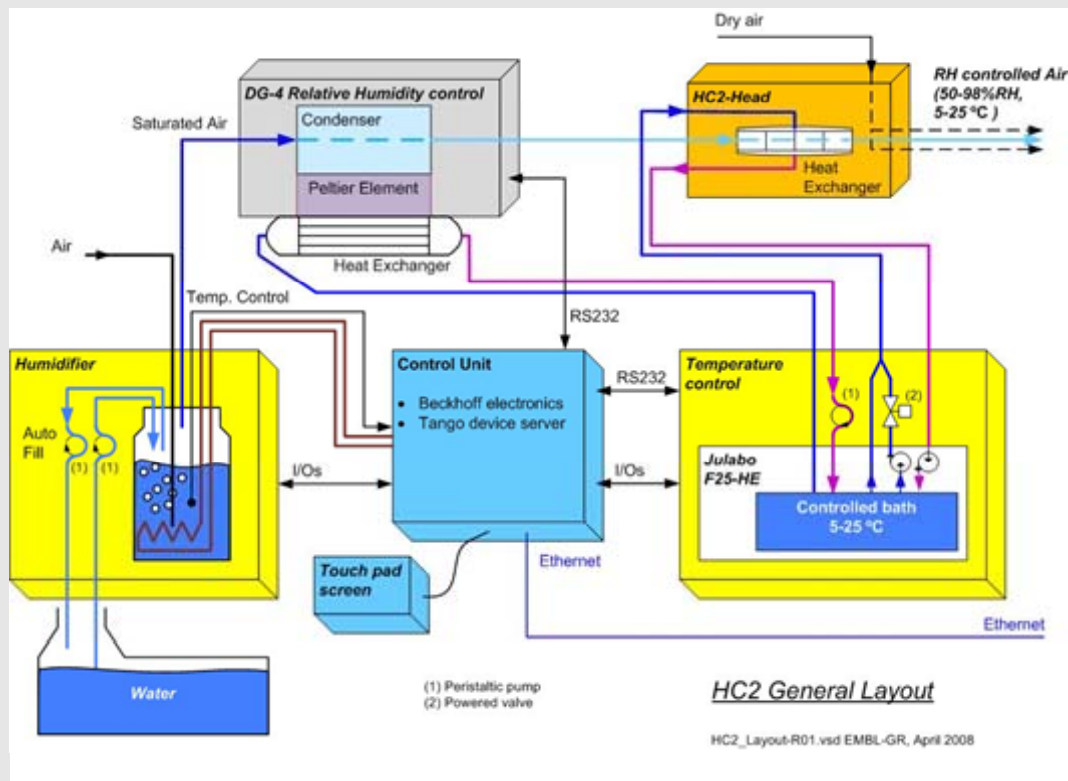 Dry air
DG-4 Relative Humidity control
HC2-Head
RH controlled Air
(50-98%RH,
5-25 ºC )
Saturated Air
Condenser
Peltier Element
Heat
Exchanger
Air
Heat Exchanger
Temp. Control
RS232
Humidifier
Control Unit
• Beckhoff electronics
• Tango device server
RS232
Temperature
control
Auto
Fill
(1)
(1)
(1)
(2)
I/Os
I/Os
Julabo
F25-HE
Controlled bath
5-25 ºC
Touch pad
screen
Ethernet
Ethernet
Water
(1) Peristaltic pump
(2) Powered valve
HC2 General Layout
HC2_Layout-R01.vsd EMBL-GR, April 2008